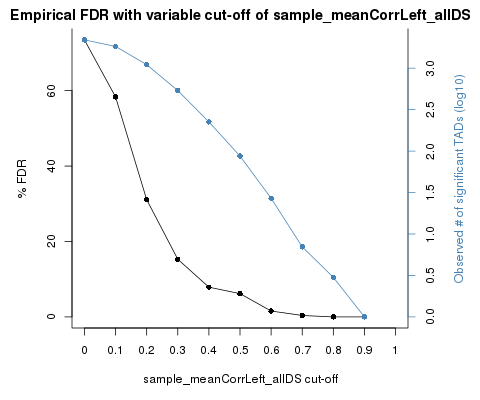 Empirical FDR with variable cut-off of sample_meanCorrLeft_allDS
% FDR
60
40
20
0
3.0
2.5
2.0
1.5
1.0
0.5
0.0
Observed # of significant TADs (log10)
0 0.1 0.2 0.3 0.4 0.5 0.6 0.7 0.8 0.9 1
sample_meanCorrLeft_allDS cut-off